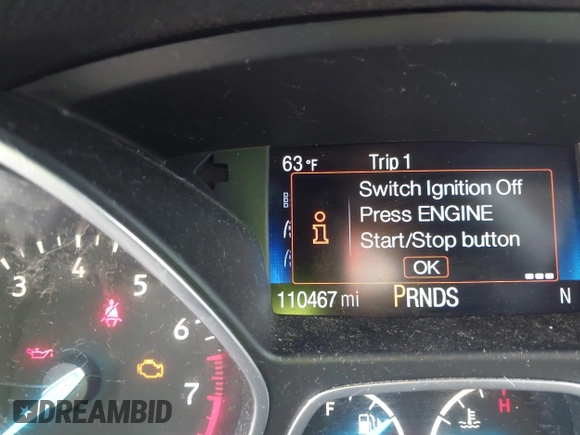 63 °F Trip 1
Switch Ignition Off
Press ENGINE
Start/Stop button
OK
110467 mi PRNDS N
3 4 5 6 7
F H
DREAMBID